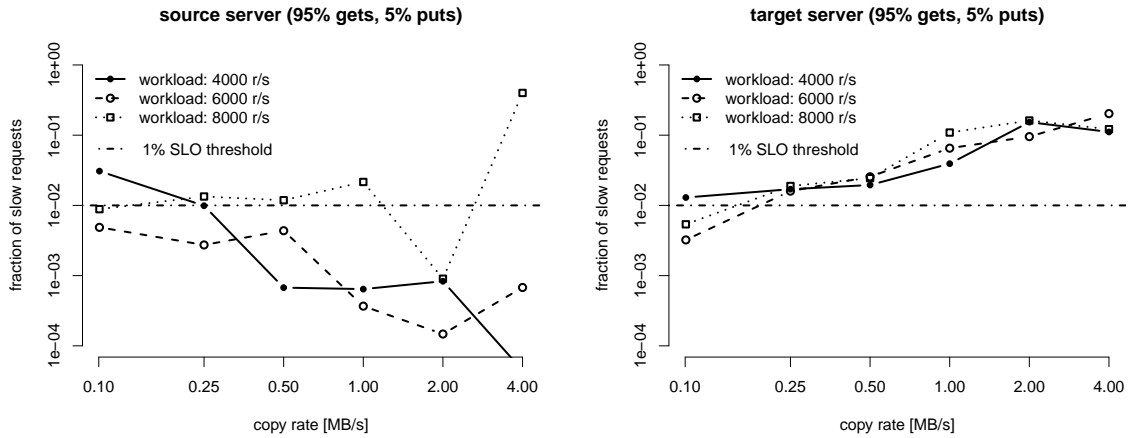 source server (95% gets, 5% puts)
fraction of slow requests
1e+00
1e-01
1e-02
1e-03
1e-04
workload: 4000 r/s
workload: 6000 r/s
workload: 8000 r/s
1% SLO threshold
0.10 0.25 0.50 1.00 2.00 4.00
copy rate [MB/s]
target server (95% gets, 5% puts)
fraction of slow requests
1e+00
1e-01
1e-02
1e-03
1e-04
workload: 4000 r/s
workload: 6000 r/s
workload: 8000 r/s
1% SLO threshold
0.10 0.25 0.50 1.00 2.00 4.00
copy rate [MB/s]